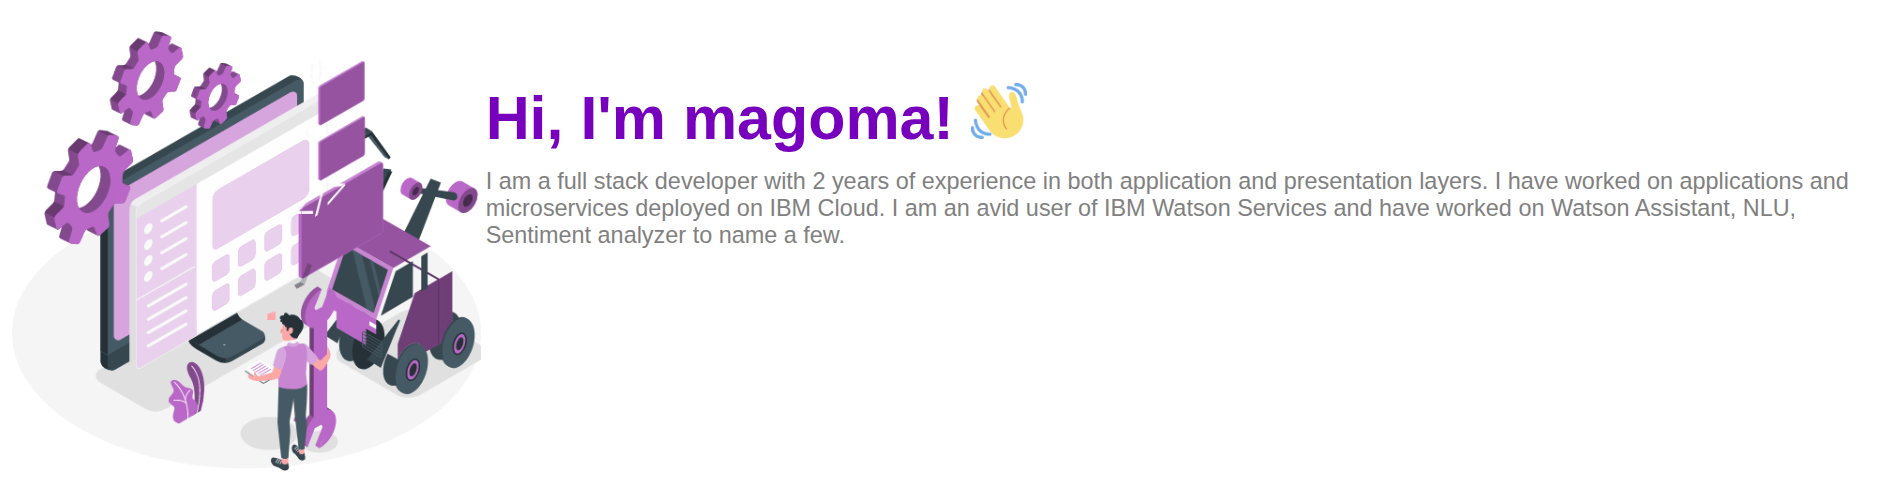 Hi, I'm magoma! 👋
I am a full stack developer with 2 years of experience in both application and presentation layers. I have worked on applications and
microservices deployed on IBM Cloud. I am an avid user of IBM Watson Services and have worked on Watson Assistant, NLU,
Sentiment analyzer to name a few.